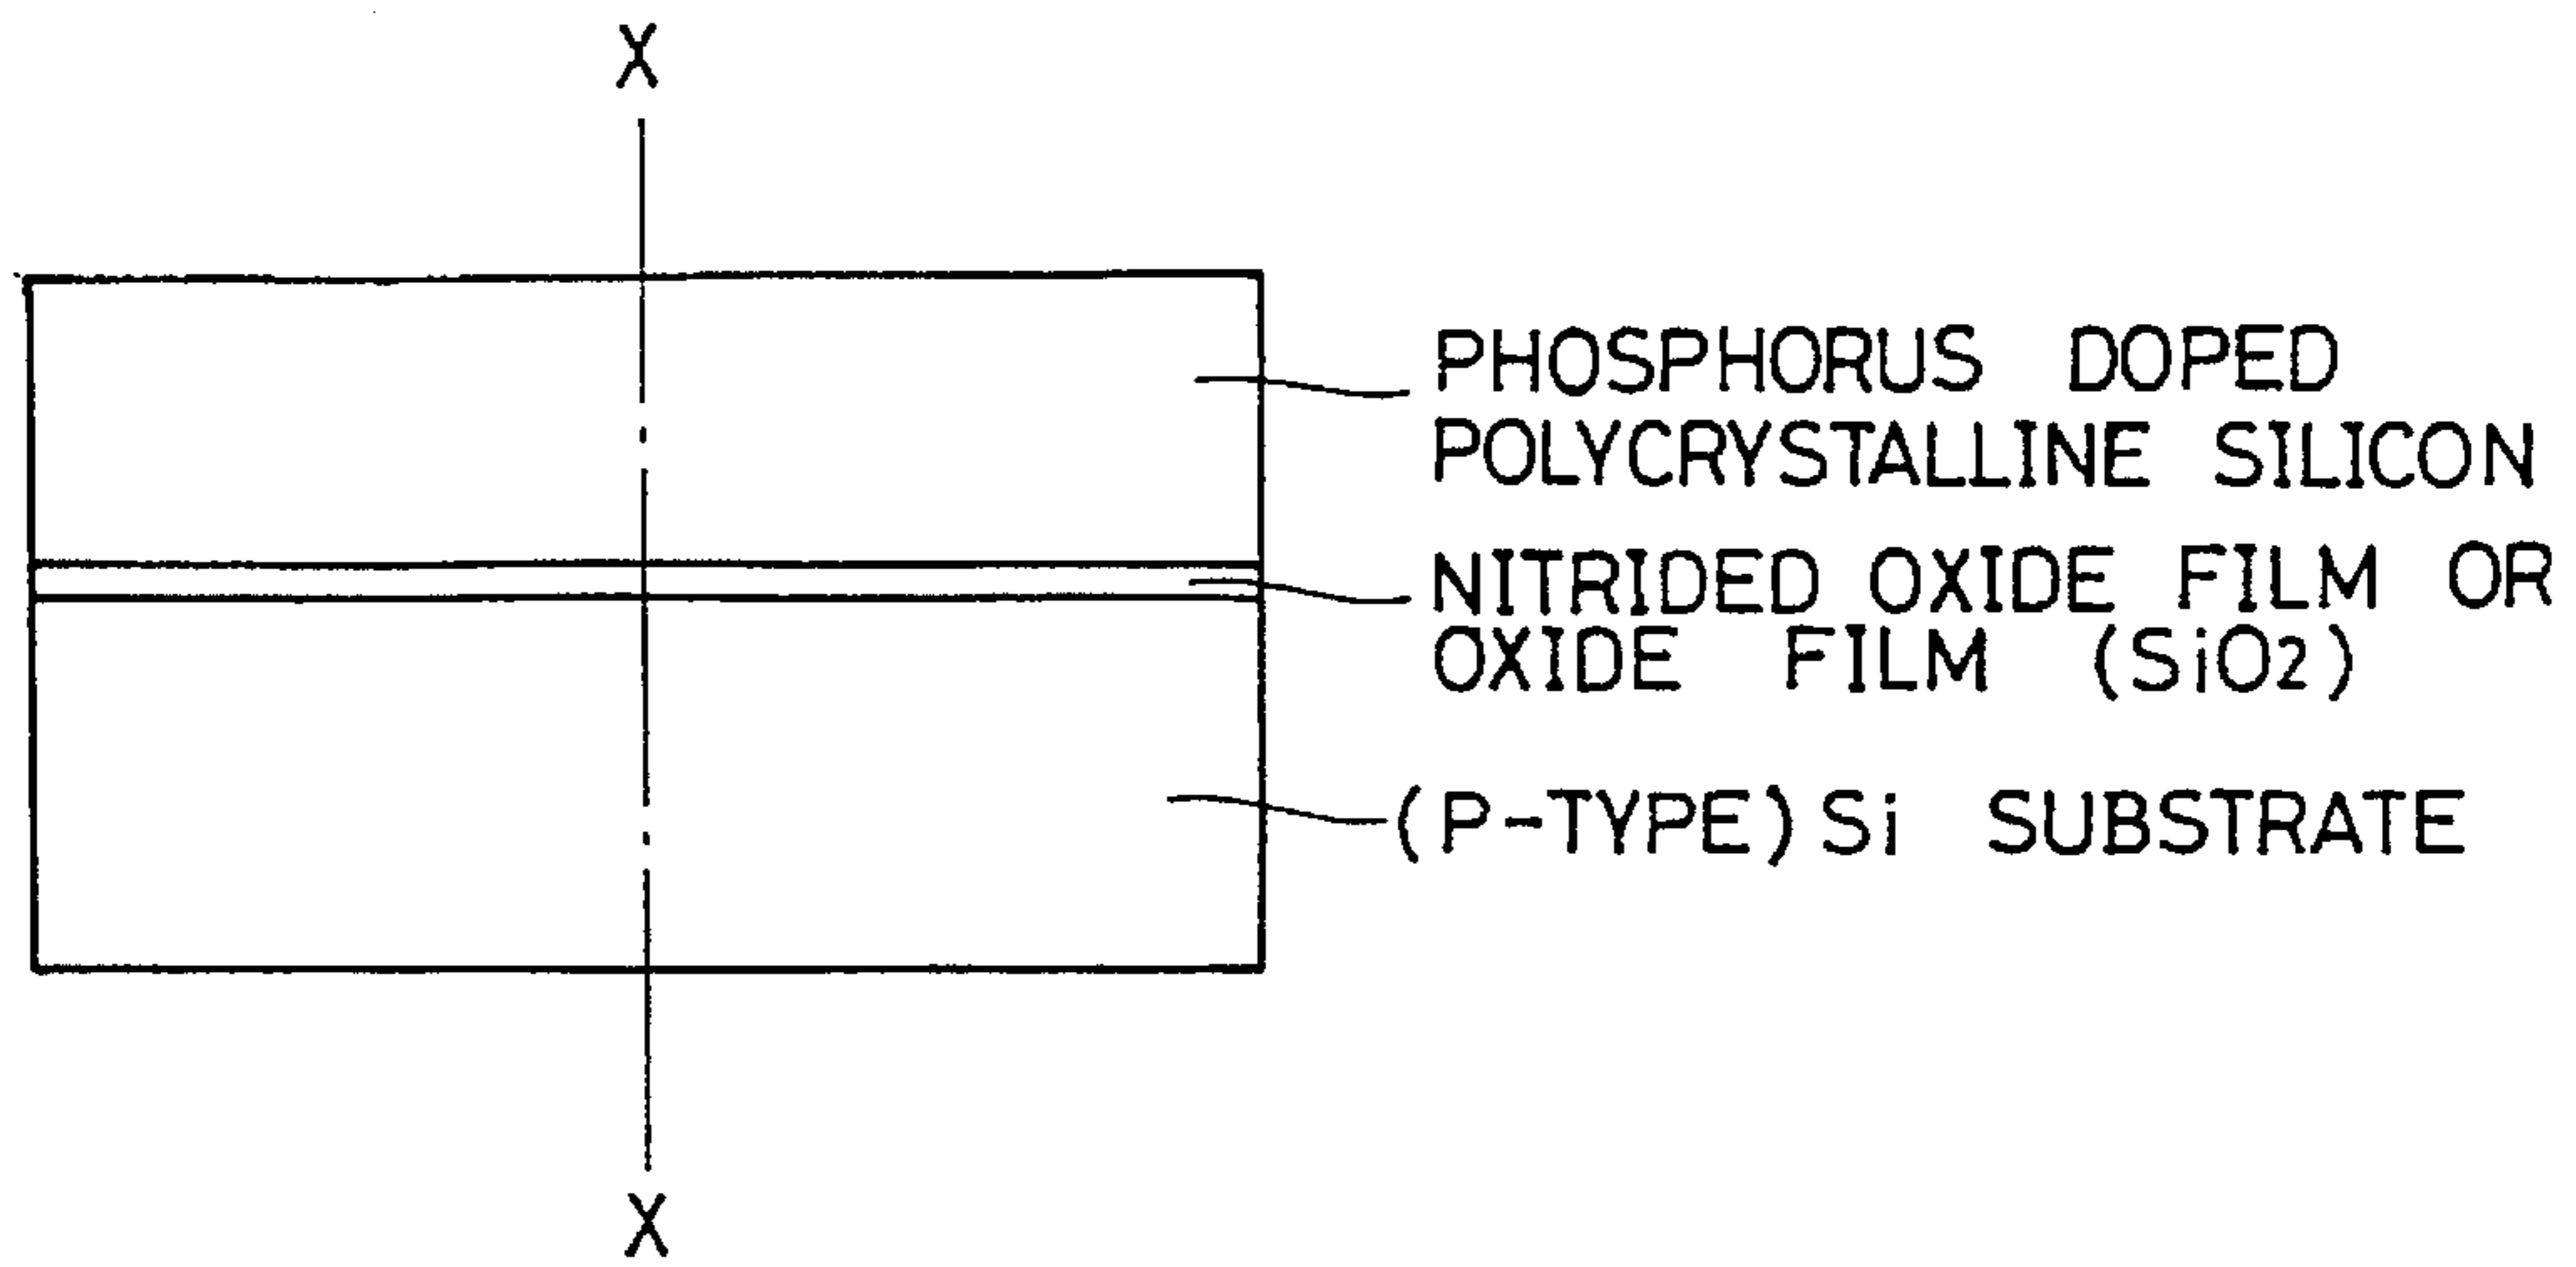 X
PHOSPHORUS DOPED
POLYCRYSTALLINE SILICON
NITRIDED OXIDE FILM OR
OXIDE FILM (SiO2)
(P-TYPE) Si SUBSTRATE
X